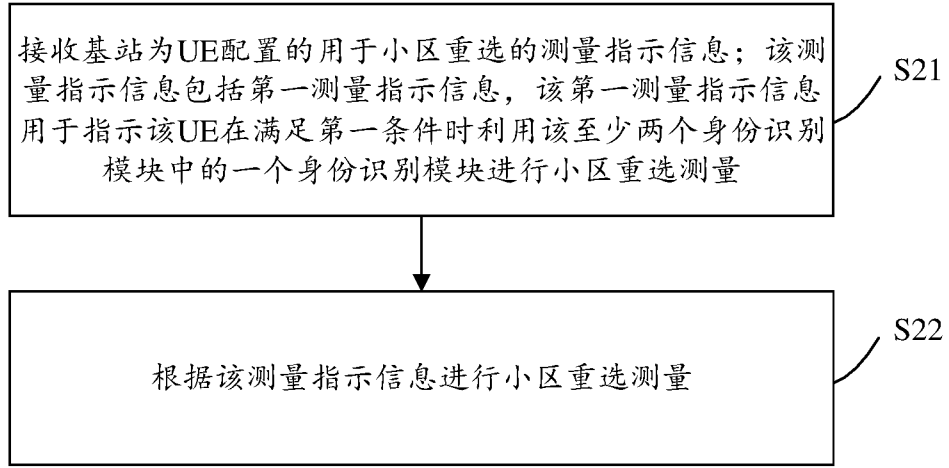 接收基站为UE配置的用于小区重选的测量指示信息；该测
量指示信息包括第一测量指示信息，该第一测量指示信息
用于指示该UE在满足第一条件时利用该至少两个身份识别
模块中的一个身份识别模块进行小区重选测量
S21
根据该测量指示信息进行小区重选测量
S22